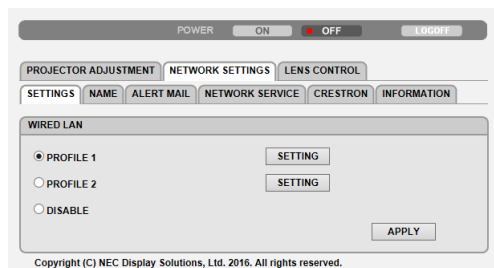 POWER ON OFF LOGOFF
PROJECTOR ADJUSTMENT NETWORK SETTINGS LENS CONTROL
SETTINGS NAME ALERT MAIL NETWORK SERVICE CRESTRON INFORMATION
WIRED LAN
PROFILE 1 SETTING
PROFILE 2 SETTING
DISABLE
APPLY
Copyright (C) NEC Display Solutions, Ltd. 2016. All rights reserved.